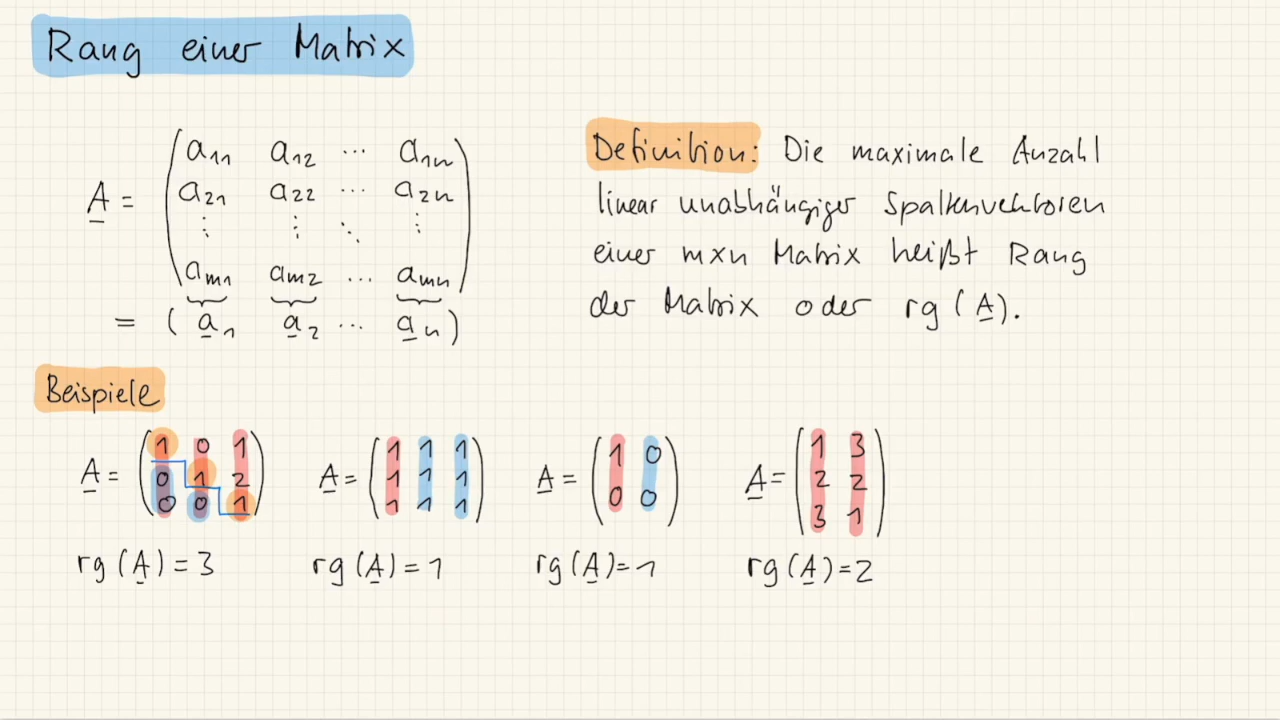 Rang einer Matrix
A = ( a11 a12 ... a1n
a21 a22 ... a2n
⋮ ⋮ ⋱ ⋮
am1 am2 ... amn )
= ( a1 a2 ... an )
Definition: Die maximale Anzahl
linear unabhängiger Spaltenvektoren
einer m×n Matrix heißt Rang
der Matrix oder rg(A).
Beispiele
A = ( 1 0 1
0 1 2
0 0 1 )
rg(A) = 3
A = ( 1 1 1
1 1 1
1 1 1 )
rg(A) = 1
A = ( 1 0
0 0 )
rg(A) = 1
A = ( 1 3
2 2
3 1 )
rg(A) = 2